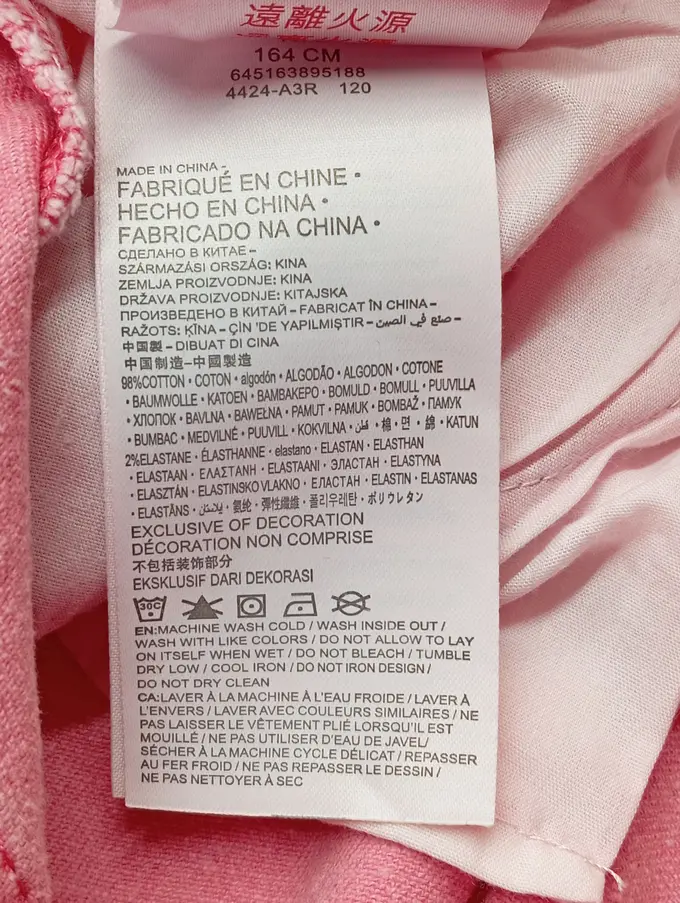 遠離火源
164 CM
645163895188
4424-A3R 120
MADE IN CHINA –
FABRIQUÉ EN CHINE •
HECHO EN CHINA •
FABRICADO NA CHINA •
СДЕЛАНО В КИТАЕ –
SZÁRMAZÁSI ORSZÁG: KINA
ZEMLJA PROIZVODNJE: KINA
DRŽAVA PROIZVODNJE: KITAJSKA
ПРОИЗВЕДЕНО В КИТАЙ – FABRICAT ÎN CHINA –
RAŽOTS: ĶĪNA – ÇİN 'DE YAPILMIŞTIR – صنع في الصين –
中国製 – DIBUAT DI CINA
中国制造–中國製造
98%COTTON • COTON • algodón • ALGODÃO • ALGODON • COTONE
• BAUMWOLLE • KATOEN • ΒΑΜΒΑΚΕΡΟ • BOMULD • BOMULL • PUUVILLA
• ХЛОПОК • BAVLNA • BAWEŁNA • PAMUT • PAMUK • BOMBAŽ • ПАМУК
• BUMBAC • MEDVILNĖ • PUUVILL • KOKVILNA • قطن • 棉 • 면 • 綿 • KATUN
2%ELASTANE • ÉLASTHANNE • elastano • ELASTAN • ELASTHAN
• ELASTAAN • ΕΛΑΣΤΑΝΗ • ELASTAANI • ЭЛАСТАН • ELASTYNA
• ELASZTÁN • ELASTINSKO VLAKNO • ЕЛАСТАН • ELASTIN • ELASTANAS
• ELASTĀNS • يلاستان • 氨纶 • 彈性纖維 • 폴리우레탄 • ポリウレタン
EXCLUSIVE OF DECORATION
DÉCORATION NON COMPRISE
不包括装饰部分
EKSKLUSIF DARI DEKORASI
30C
EN:MACHINE WASH COLD / WASH INSIDE OUT /
WASH WITH LIKE COLORS / DO NOT ALLOW TO LAY
ON ITSELF WHEN WET / DO NOT BLEACH / TUMBLE
DRY LOW / COOL IRON / DO NOT IRON DESIGN /
DO NOT DRY CLEAN
CA:LAVER À LA MACHINE À L'EAU FROIDE / LAVER À
L'ENVERS / LAVER AVEC COULEURS SIMILAIRES / NE
PAS LAISSER LE VÊTEMENT PLIÉ LORSQU'IL EST
MOUILLÉ / NE PAS UTILISER D'EAU DE JAVEL/
SÉCHER À LA MACHINE CYCLE DÉLICAT / REPASSER
AU FER FROID / NE PAS REPASSER LE DESSIN /
NE PAS NETTOYER À SEC